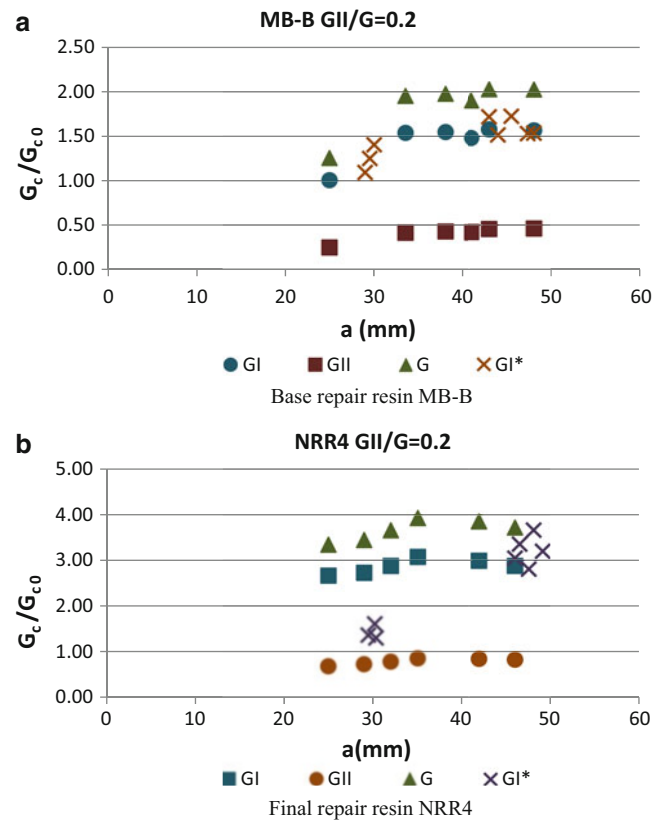 a
MB-B GII/G=0.2
Gc/Gc0
2.50
2.00
1.50
1.00
0.50
0.00
0 10 20 30 40 50 60
a (mm)
GI GII G GI*
Base repair resin MB-B
b
NRR4 GII/G=0.2
Gc/Gc0
5.00
4.00
3.00
2.00
1.00
0.00
0 10 20 30 40 50 60
a(mm)
GI GII G GI*
Final repair resin NRR4